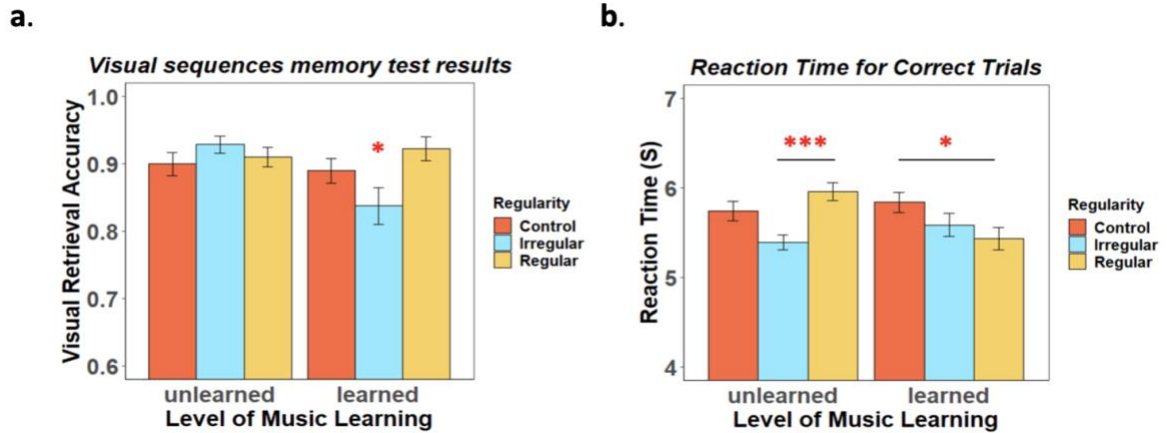 a.
Visual sequences memory test results
Visual Retrieval Accuracy
1.0
0.9
0.8
0.7
0.6
*
unlearned learned
Level of Music Learning
Regularity
Control
Irregular
Regular
b.
Reaction Time for Correct Trials
Reaction Time (S)
7
6
5
4
*** *
unlearned learned
Level of Music Learning
Regularity
Control
Irregular
Regular